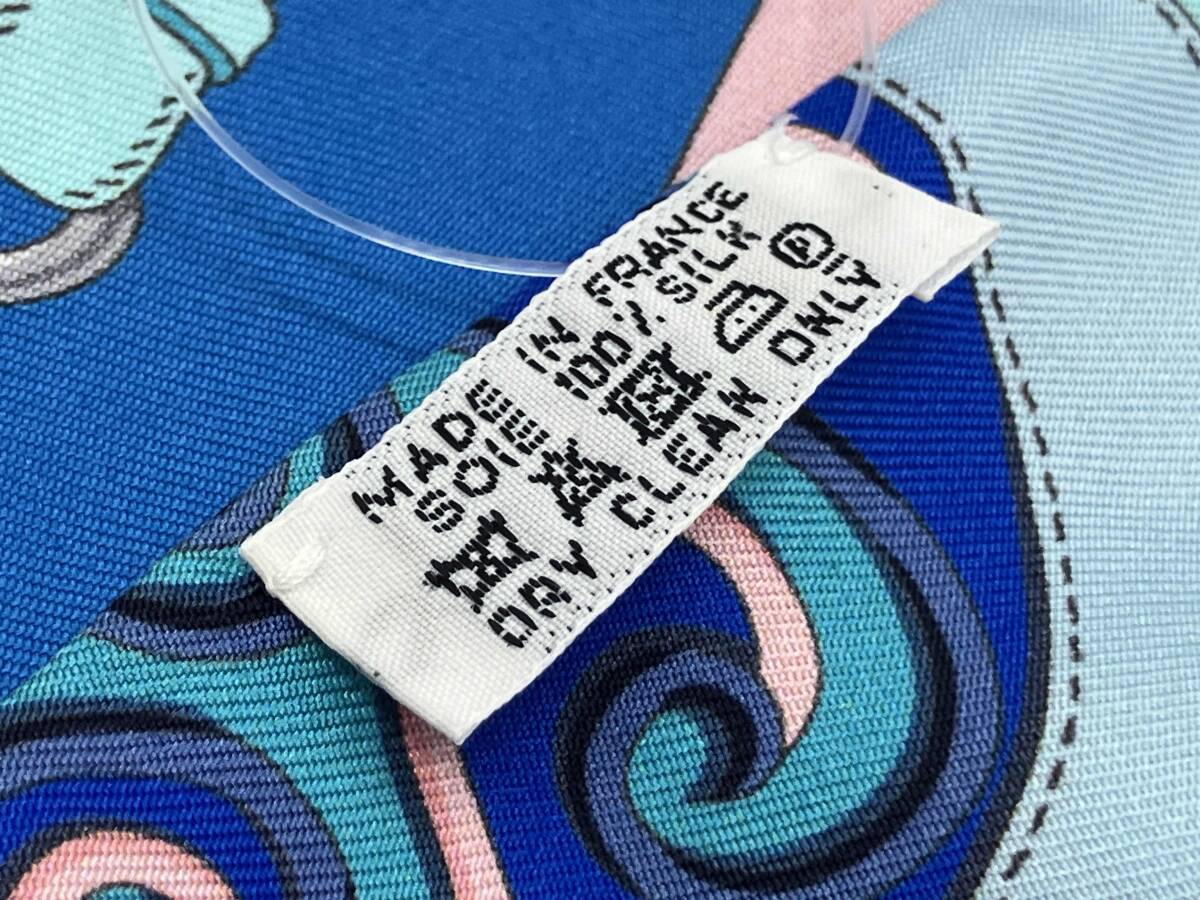 MADE IN FRANCE
SOIE 100% SILK
P
DRY CLEAN ONLY